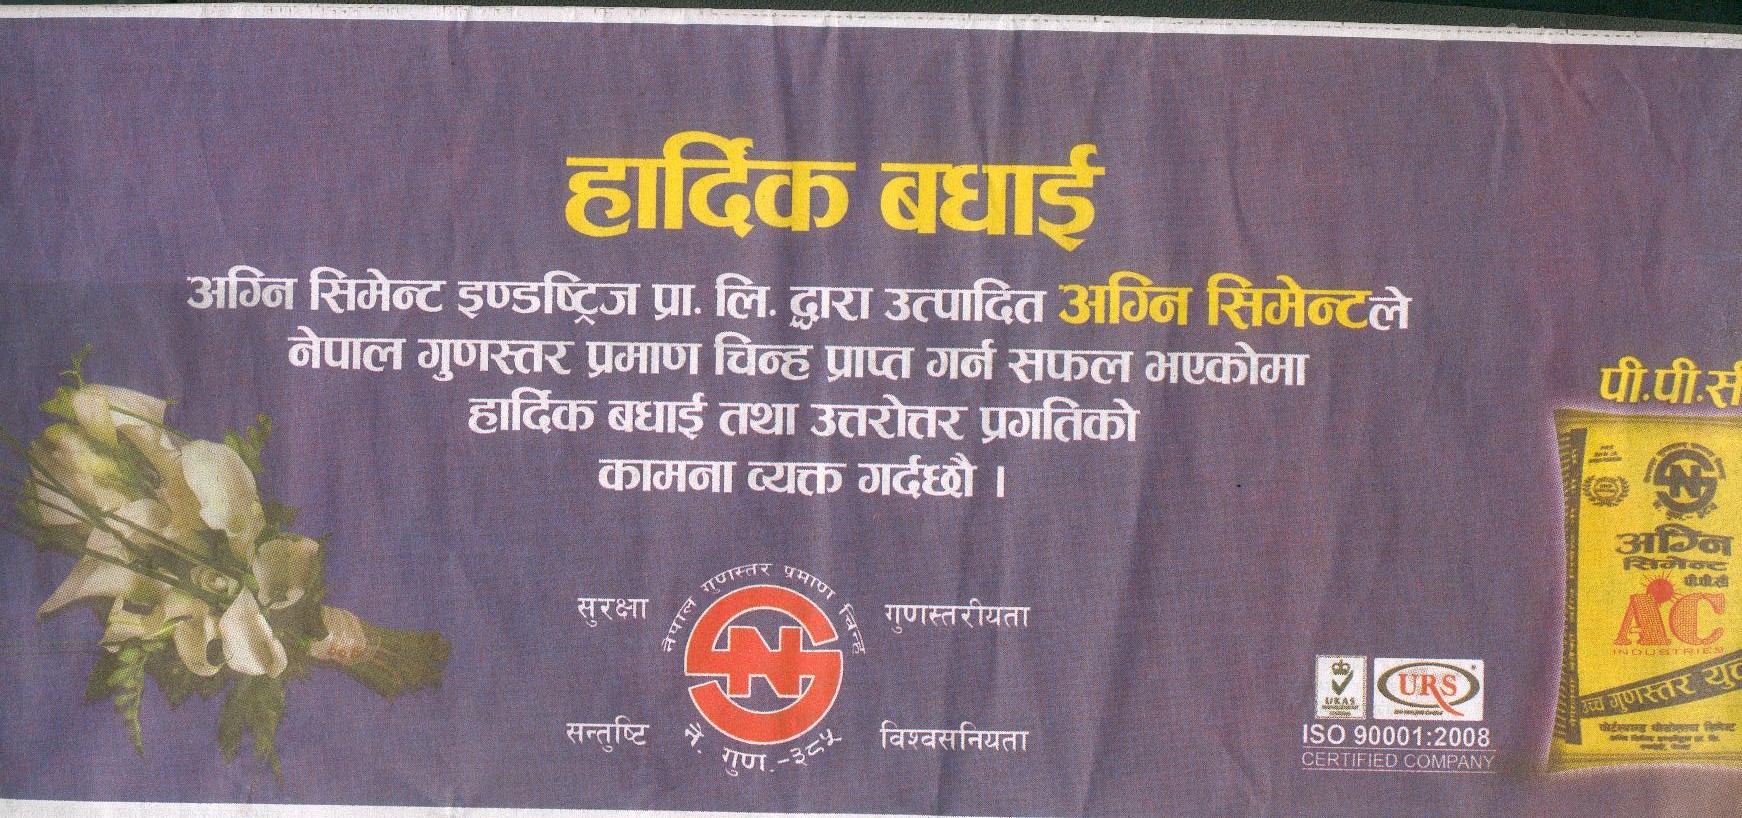 हार्दिक बधाई
अग्नि सिमेन्ट इण्डष्ट्रिज प्रा. लि. द्धारा उत्पादित अग्नि सिमेन्टले
नेपाल गुणस्तर प्रमाण चिन्ह प्राप्त गर्न सफल भएकोमा
हार्दिक बधाई तथा उत्तरोत्तर प्रगतिको
कामना व्यक्त गर्दछौ ।
सुरक्षा
गुणस्तरीयता
नेपाल गुणस्तर प्रमाण चिन्ह
NS
सन्तुष्टि
विश्वसनियता
ने. गुण.-३८५
UKAS
URS
ISO 90001:2008
CERTIFIED COMPANY
पी.पी.सी
NS
अग्नि
सिमेन्ट
पी.पी.सी
AC
INDUSTRIES
उच्च गुणस्तर